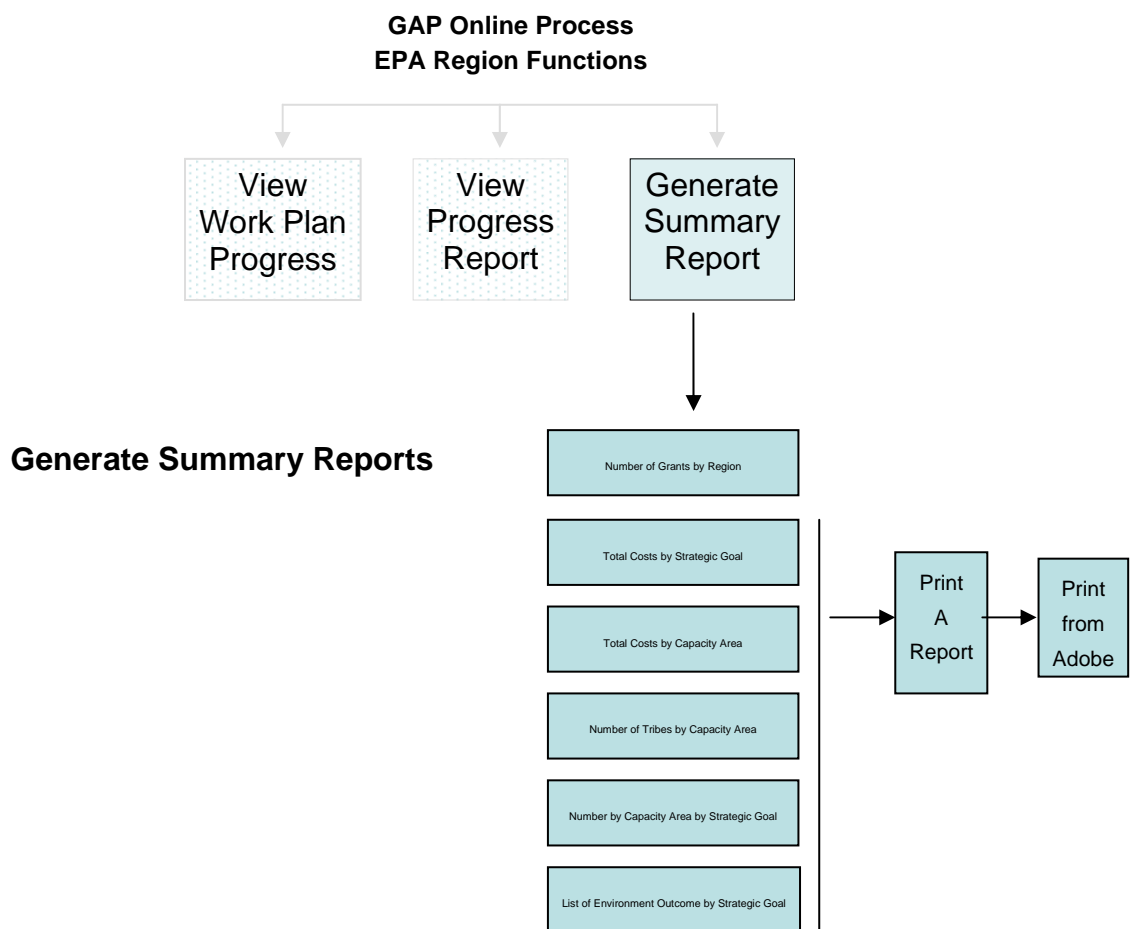 GAP Online Process
EPA Region Functions
View
Work Plan
Progress
View
Progress
Report
Generate
Summary
Report
Generate Summary Reports
Number of Grants by Region
Total Costs by Strategic Goal
Total Costs by Capacity Area
Number of Tribes by Capacity Area
Number by Capacity Area by Strategic Goal
List of Environment Outcome by Strategic Goal
Print
A
Report
Print
from
Adobe